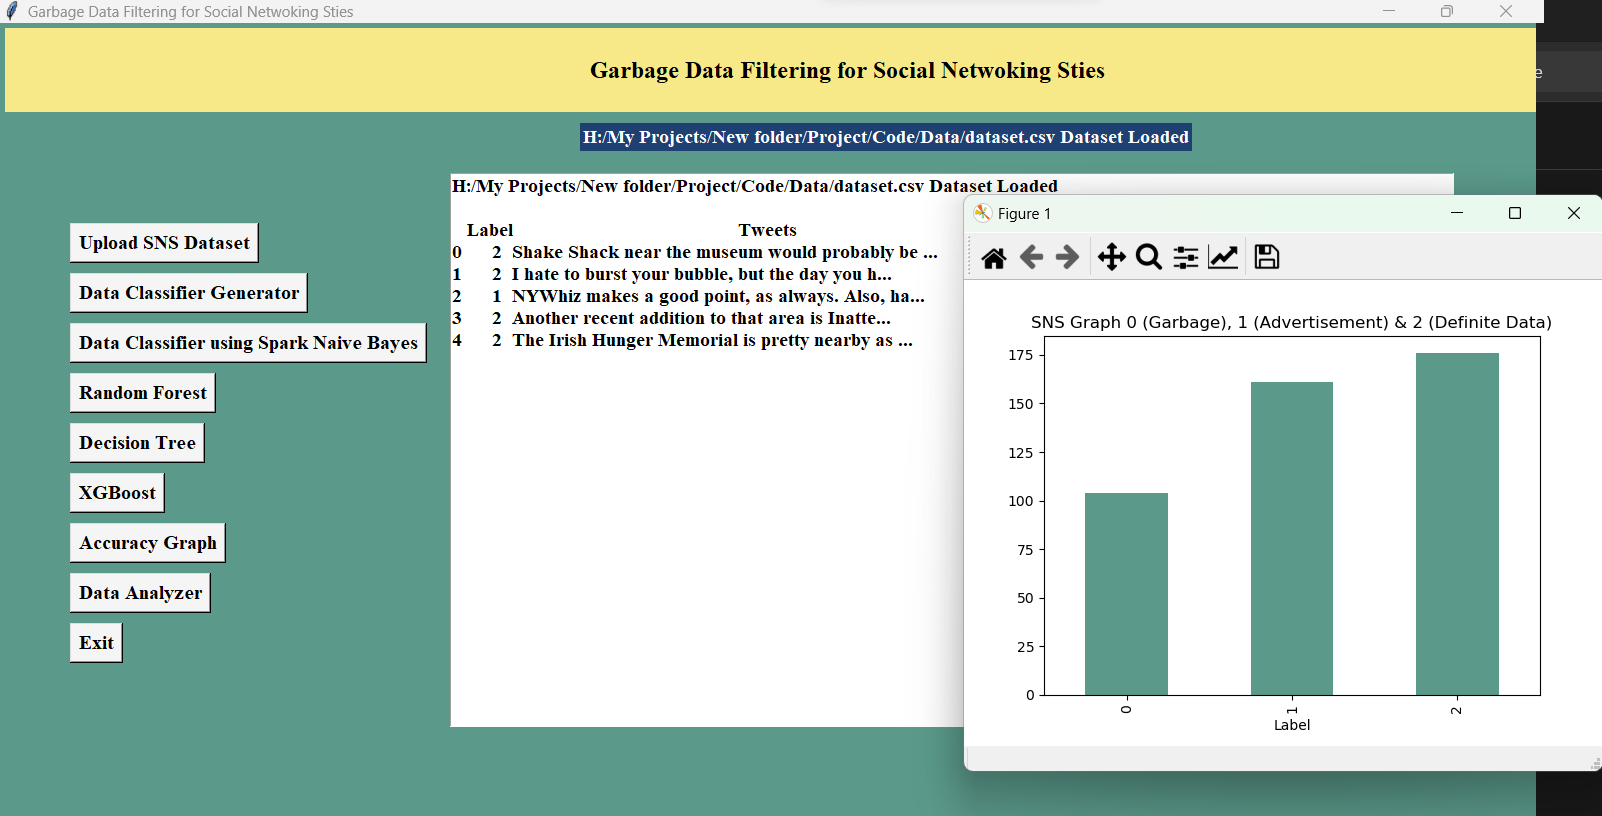 Garbage Data Filtering for Social Netwoking Sties
e
Garbage Data Filtering for Social Netwoking Sties
H:/My Projects/New folder/Project/Code/Data/dataset.csv Dataset Loaded
H:/My Projects/New folder/Project/Code/Data/dataset.csv Dataset Loaded
Label Tweets
0 2 Shake Shack near the museum would probably be ...
1 2 I hate to burst your bubble, but the day you h...
2 1 NYWhiz makes a good point, as always. Also, ha...
3 2 Another recent addition to that area is Inatte...
4 2 The Irish Hunger Memorial is pretty nearby as ...
Upload SNS Dataset
Data Classifier Generator
Data Classifier using Spark Naive Bayes
Random Forest
Decision Tree
XGBoost
Accuracy Graph
Data Analyzer
Exit
Figure 1
SNS Graph 0 (Garbage), 1 (Advertisement) & 2 (Definite Data)
175
150
125
100
75
50
25
0
0 1 2
Label